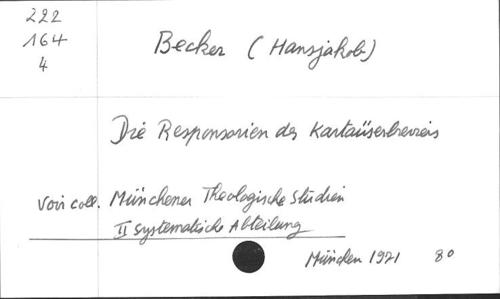 222
164
4
Becker (Hansjakob)
Die Responsorien des Kartäuserbreviers
Voir coll. Münchener Theologische Studien
II Systematische Abteilung
München 1971 8°